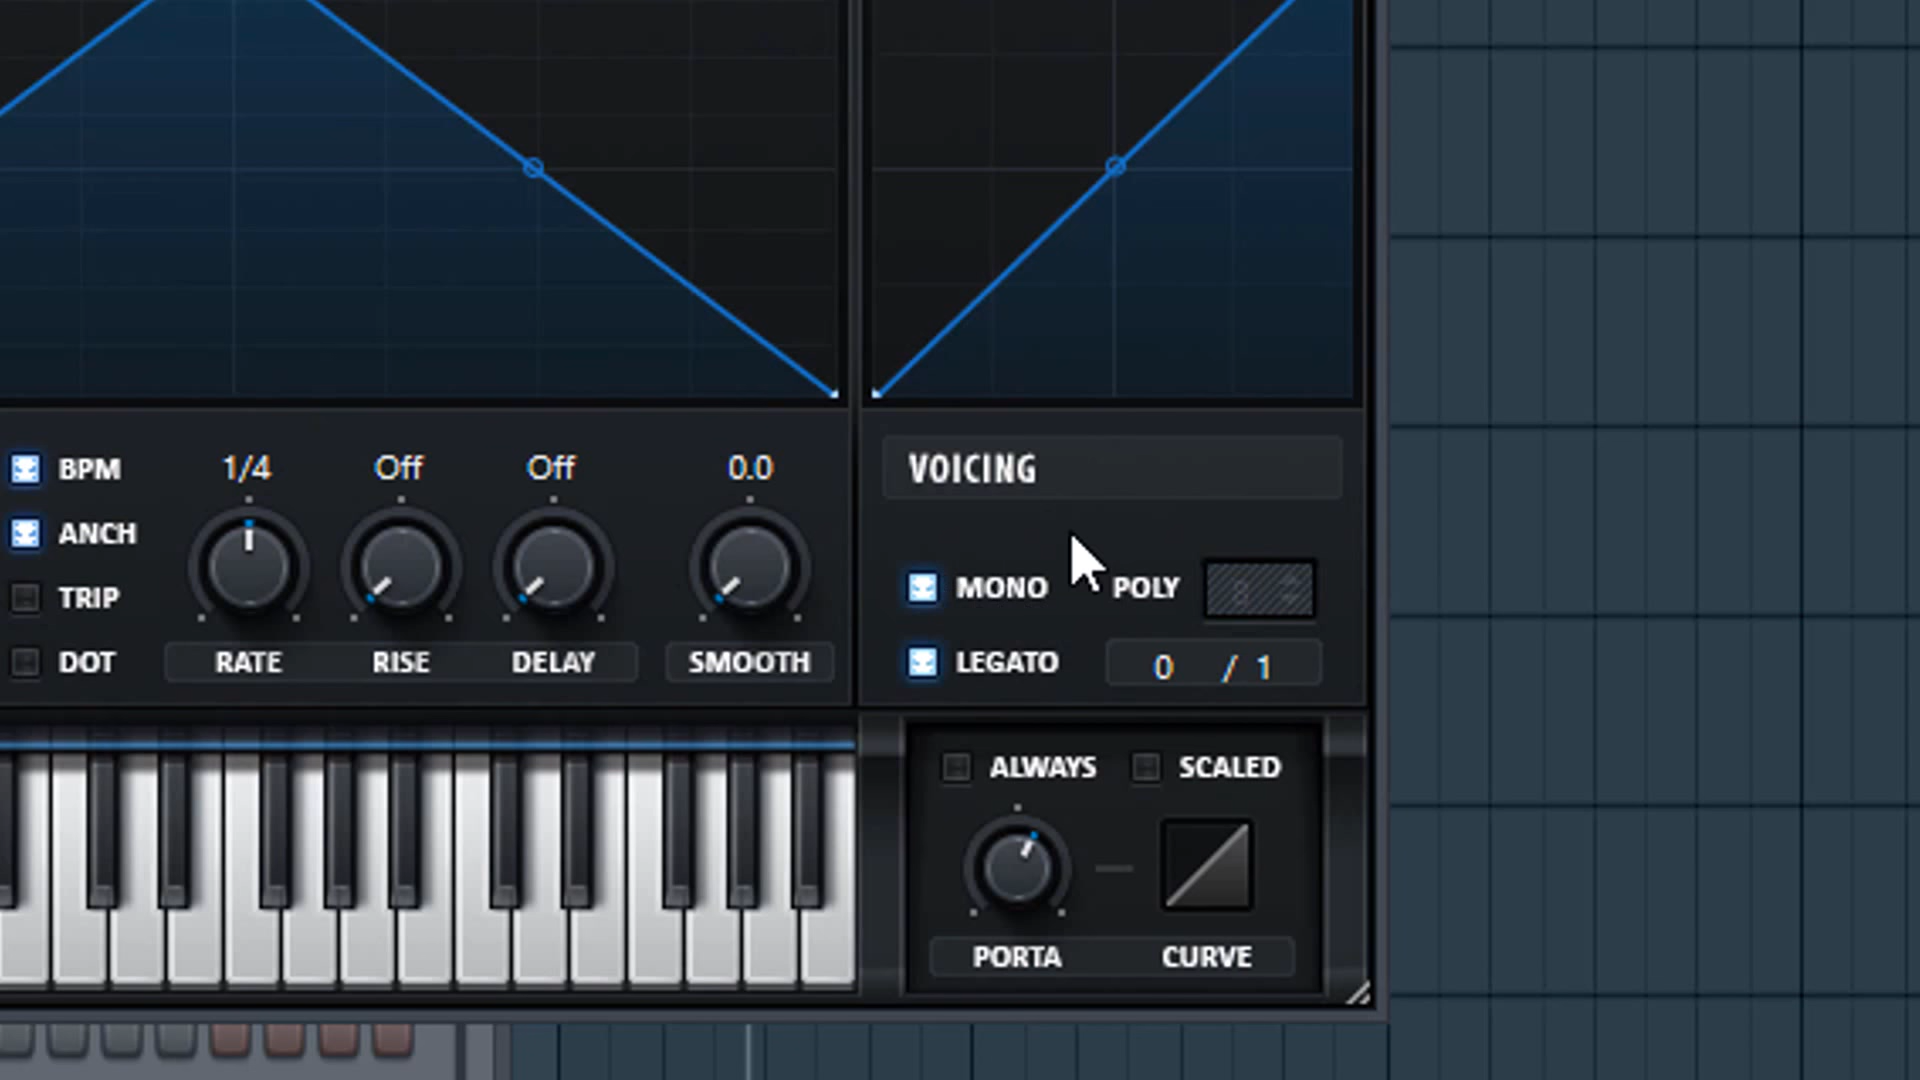 BPM 1/4 Off Off 0.0
ANCH
TRIP
DOT RATE RISE DELAY SMOOTH
VOICING
MONO POLY 8
LEGATO 0 / 1
ALWAYS SCALED
PORTA CURVE